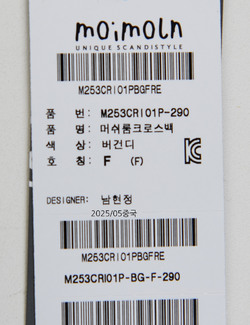 moimoln
UNIQUE SCANDISTYLE
M253CRI01PBGFRE
품 번: M253CRI01P-290
품 명: 머쉬룸크로스백
색 상: 버건디
호 칭: F (F)
DESIGNER: 남현정
2025/05중국
M253CRI01PBGFRE
M253CRI01P-BG-F-290